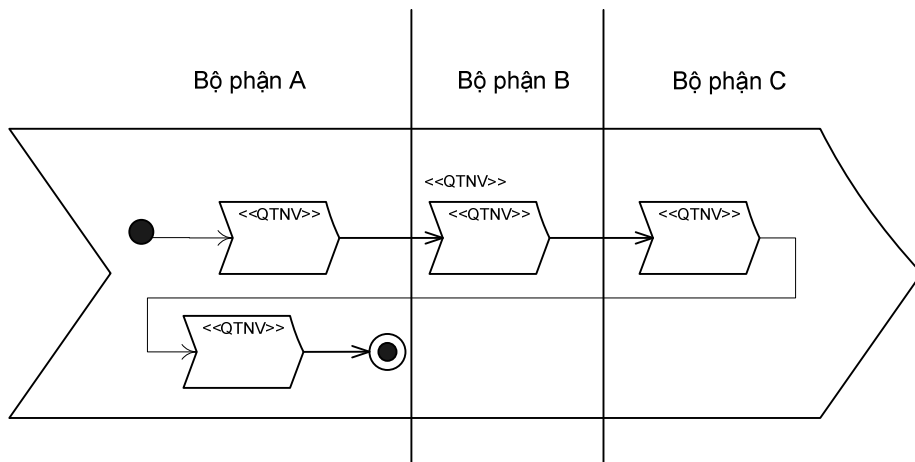 Bộ phận A
Bộ phận B
Bộ phận C
<<QTNV>>
<<QTNV>>
<<QTNV>>
<<QTNV>>
<<QTNV>>